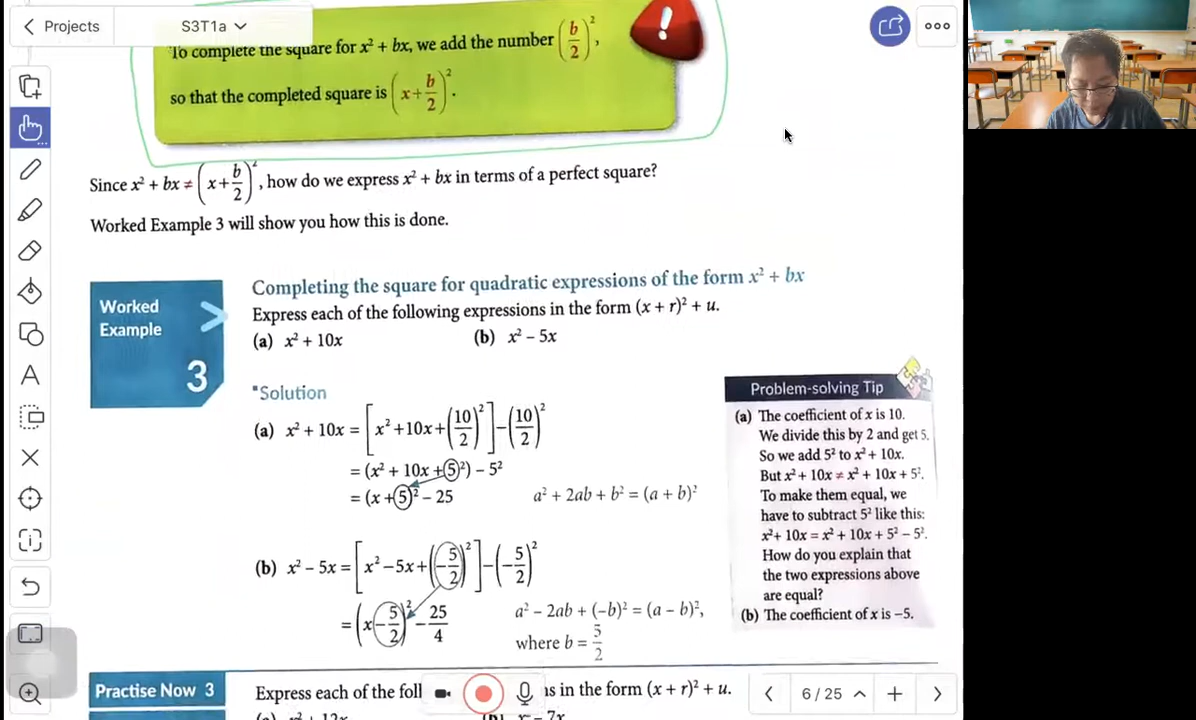 Projects
S3T1a
To complete the square for x² + bx, we add the number (b/2)²,
so that the completed square is (x + b/2)².
Since x² + bx ≠ (x + b/2)², how do we express x² + bx in terms of a perfect square?
Worked Example 3 will show you how this is done.
Worked
Example
3
Completing the square for quadratic expressions of the form x² + bx
Express each of the following expressions in the form (x + r)² + u.
(a) x² + 10x
(b) x² – 5x
*Solution
(a) x² + 10x = [x² + 10x + (10/2)²] – (10/2)²
= (x² + 10x + 5²) – 5²
= (x + 5)² – 25
a² + 2ab + b² = (a + b)²
(b) x² – 5x = [x² – 5x + (–5/2)²] – (–5/2)²
= (x – 5/2)² – 25/4
a² – 2ab + (–b)² = (a – b)²,
where b = 5/2
Problem-solving Tip
(a) The coefficient of x is 10.
We divide this by 2 and get 5.
So we add 5² to x² + 10x.
But x² + 10x ≠ x² + 10x + 5².
To make them equal, we
have to subtract 5² like this:
x² + 10x = x² + 10x + 5² – 5².
How do you explain that
the two expressions above
are equal?
(b) The coefficient of x is –5.
Practise Now 3
Express each of the foll
ns in the form (x + r)² + u.
6 / 25